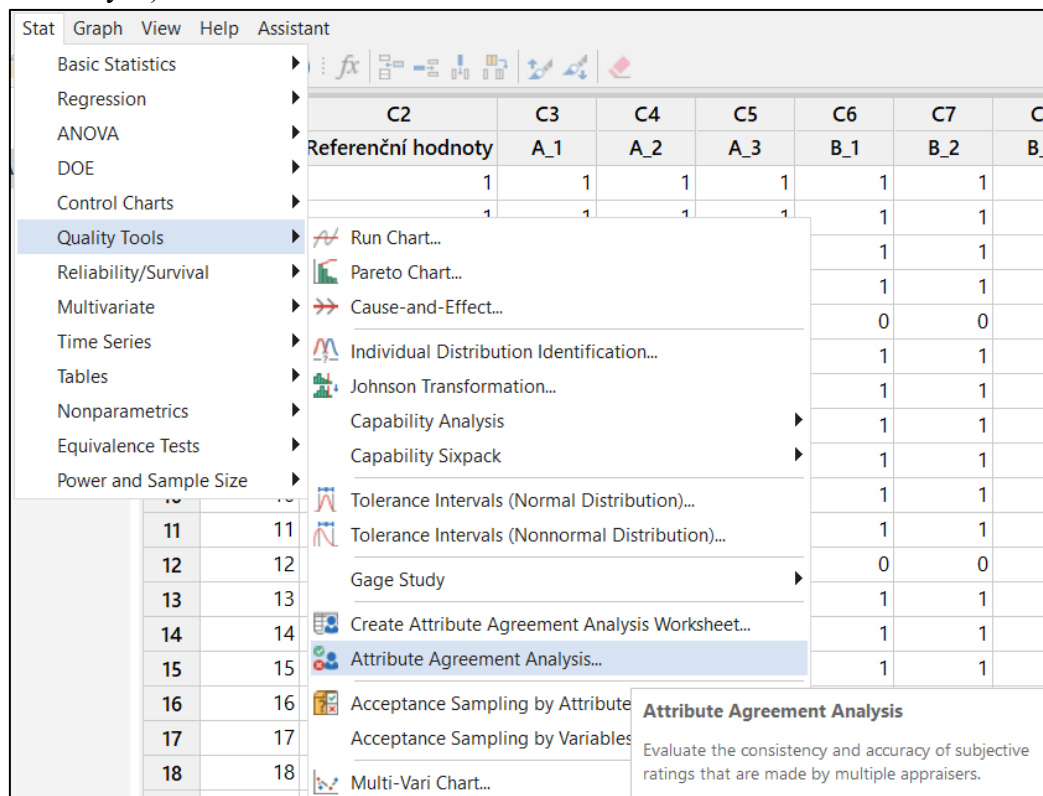 Stat Graph View Help Assistant
Basic Statistics
Regression
ANOVA
DOE
Control Charts
Quality Tools
Reliability/Survival
Multivariate
Time Series
Tables
Nonparametrics
Equivalence Tests
Power and Sample Size
fx
C2 C3 C4 C5 C6 C7 C
Referenční hodnoty A_1 A_2 A_3 B_1 B_2 B_
1 1 1 1 1 1
1 1 1 1 1 1
1 1
1 1
0 0
1 1
1 1
1 1
1 1
1 1
11 11 1 1
12 12 0 0
13 13 1 1
14 14 1 1
15 15 1 1
16 16
17 17
18 18
Run Chart...
Pareto Chart...
Cause-and-Effect...
Individual Distribution Identification...
Johnson Transformation...
Capability Analysis
Capability Sixpack
Tolerance Intervals (Normal Distribution)...
Tolerance Intervals (Nonnormal Distribution)...
Gage Study
Create Attribute Agreement Analysis Worksheet...
Attribute Agreement Analysis...
Acceptance Sampling by Attribute
Acceptance Sampling by Variables
Multi-Vari Chart...
Attribute Agreement Analysis
Evaluate the consistency and accuracy of subjective
ratings that are made by multiple appraisers.